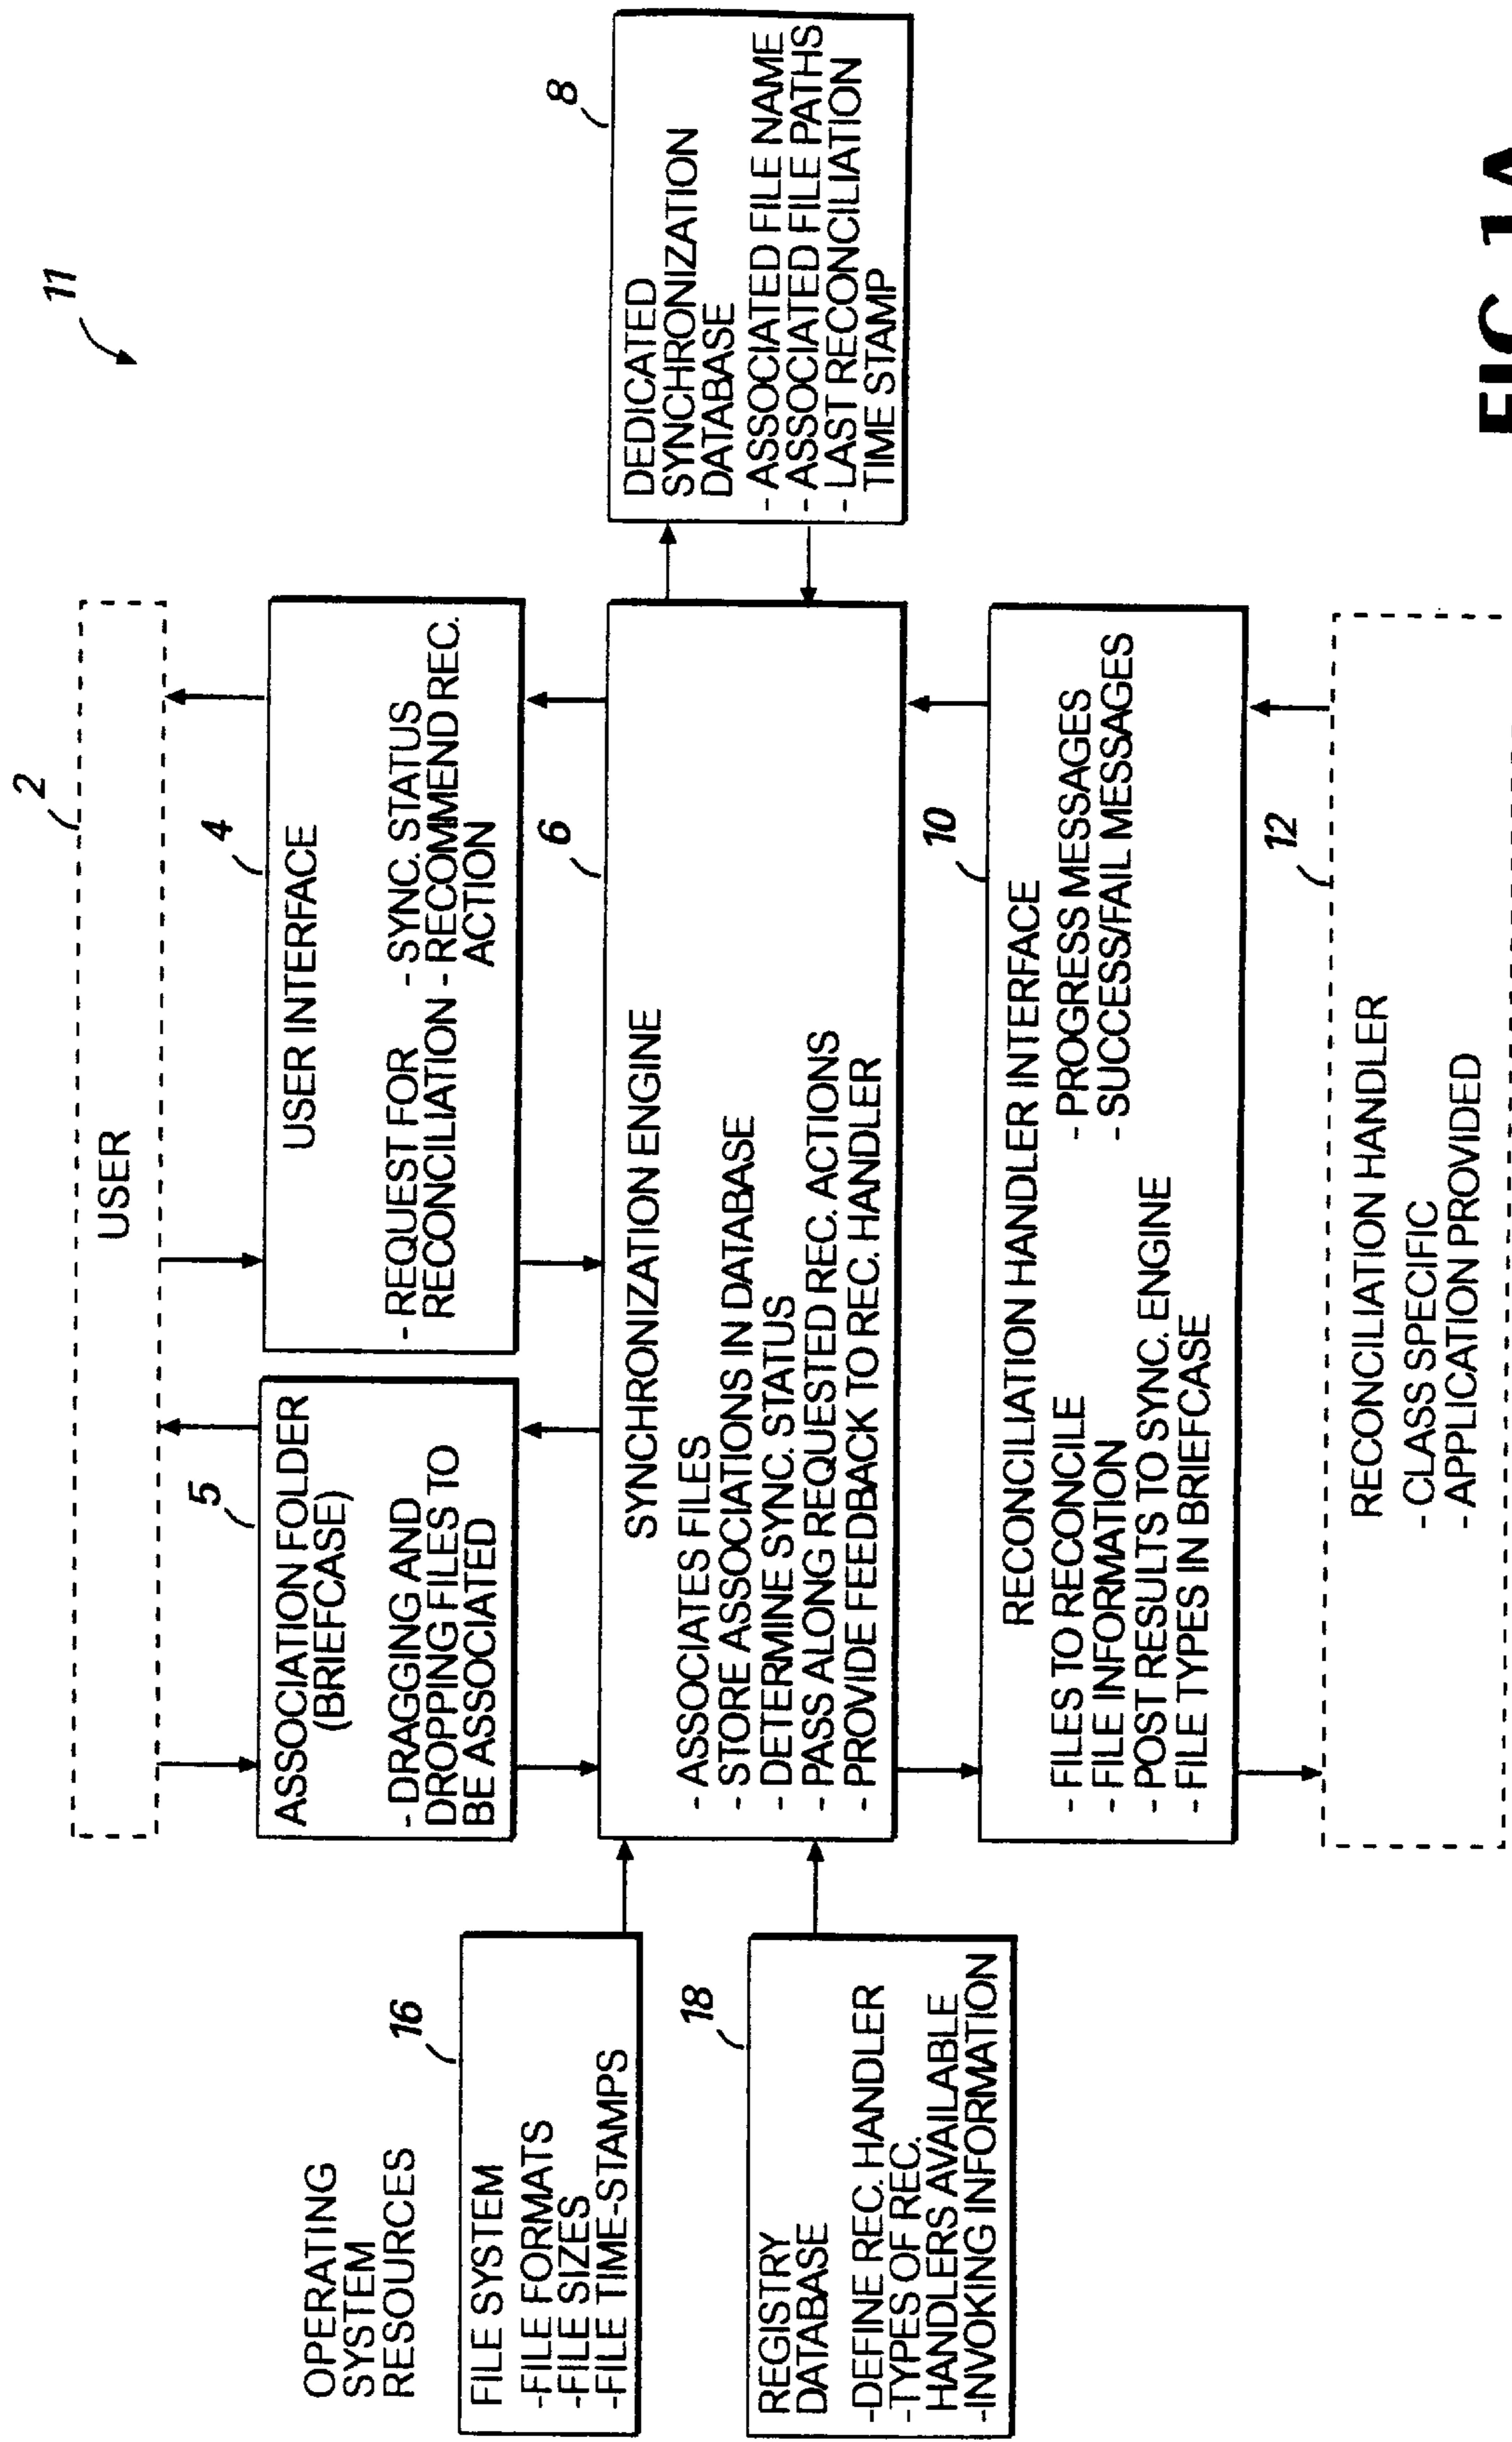 11
2
USER
5
ASSOCIATION FOLDER
(BRIEFCASE)
- DRAGGING AND
DROPPING FILES TO
BE ASSOCIATED
4
USER INTERFACE
- REQUEST FOR
RECONCILIATION
- SYNC. STATUS
- RECOMMEND REC.
ACTION
OPERATING
SYSTEM
RESOURCES
16
FILE SYSTEM
-FILE FORMATS
-FILE SIZES
-FILE TIME-STAMPS
18
REGISTRY
DATABASE
-DEFINE REC. HANDLER
-TYPES OF REC.
HANDLERS AVAILABLE
-INVOKING INFORMATION
6
SYNCHRONIZATION ENGINE
- ASSOCIATES FILES
- STORE ASSOCIATIONS IN DATABASE
- DETERMINE SYNC. STATUS
- PASS ALONG REQUESTED REC. ACTIONS
- PROVIDE FEEDBACK TO REC. HANDLER
8
DEDICATED
SYNCHRONIZATION
DATABASE
- ASSOCIATED FILE NAME
- ASSOCIATED FILE PATHS
- LAST RECONCILIATION
TIME STAMP
10
RECONCILIATION HANDLER INTERFACE
- FILES TO RECONCILE
- FILE INFORMATION
- POST RESULTS TO SYNC. ENGINE
- FILE TYPES IN BRIEFCASE
- PROGRESS MESSAGES
- SUCCESS/FAIL MESSAGES
12
RECONCILIATION HANDLER
- CLASS SPECIFIC
- APPLICATION PROVIDED
FIG. 1A